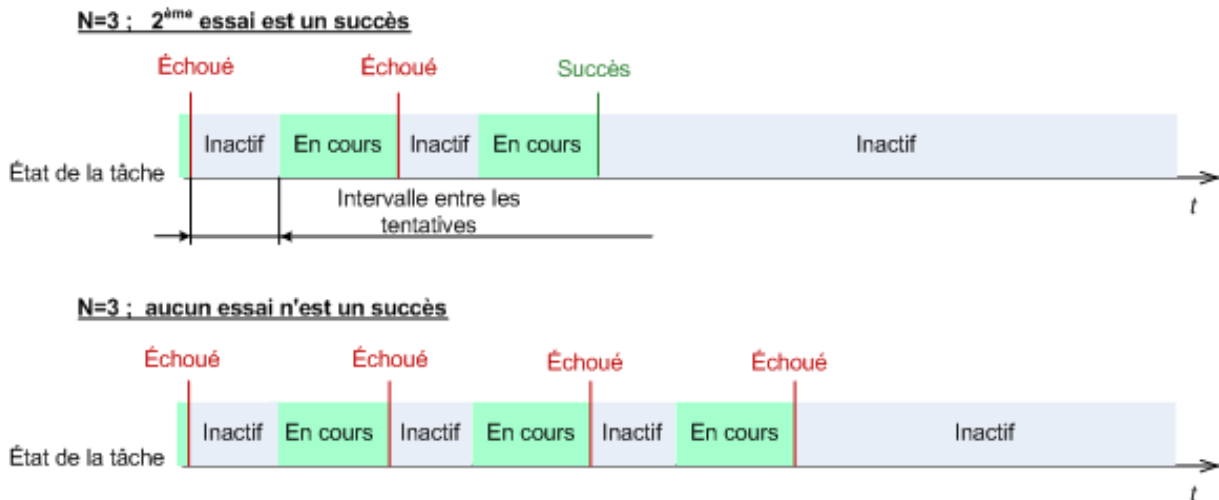 N=3 ; 2ème essai est un succès
Échoué Échoué Succès
Inactif En cours Inactif En cours Inactif
État de la tâche
t
Intervalle entre les
tentatives
N=3 ; aucun essai n'est un succès
Échoué Échoué Échoué Échoué
Inactif En cours Inactif En cours Inactif En cours Inactif
État de la tâche
t